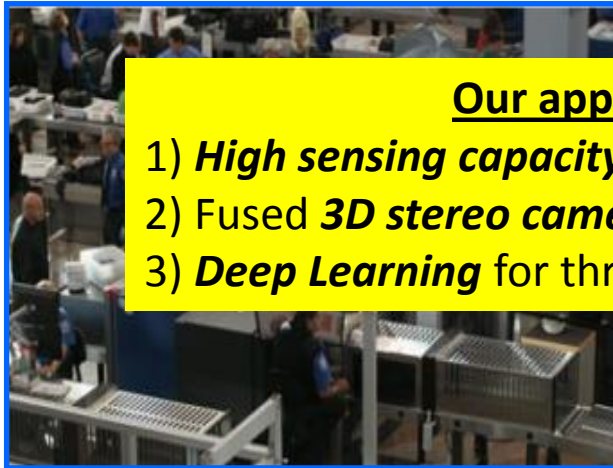 Our app
1) High sensing capacity
2) Fused 3D stereo came
3) Deep Learning for thr